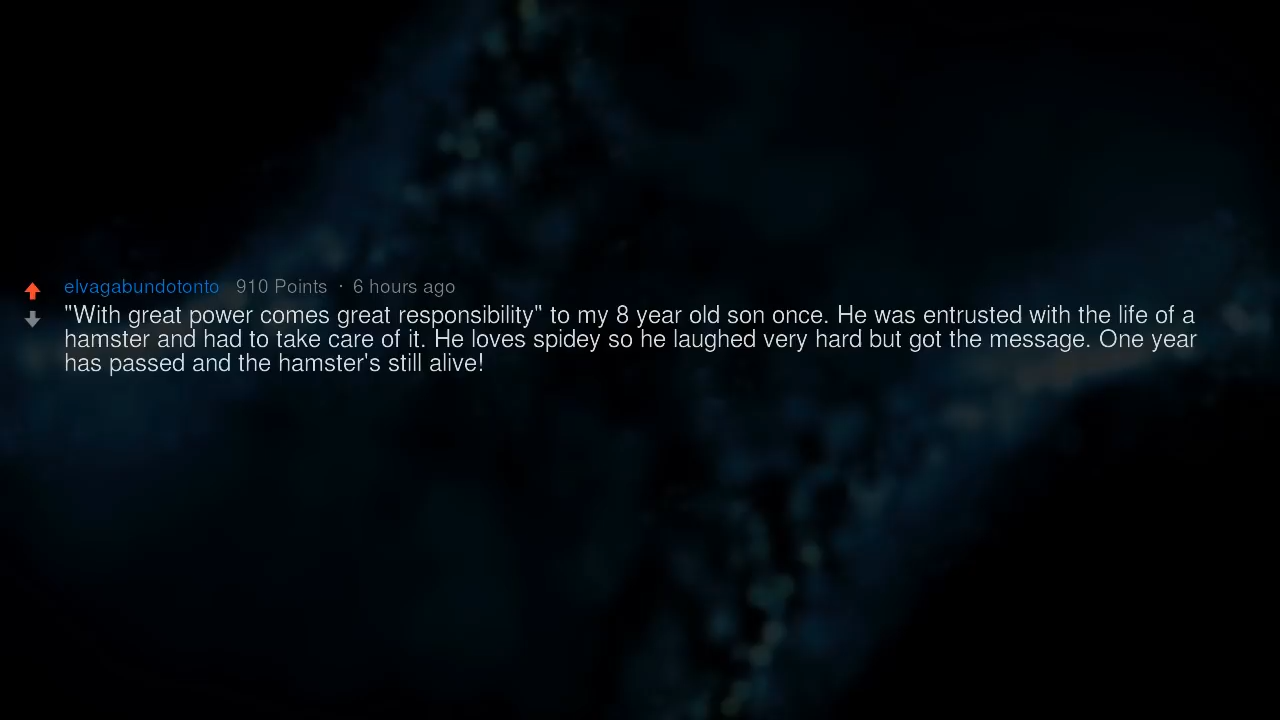 elvagabundotonto 910 Points · 6 hours ago
"With great power comes great responsibility" to my 8 year old son once. He was entrusted with the life of a
hamster and had to take care of it. He loves spidey so he laughed very hard but got the message. One year
has passed and the hamster's still alive!